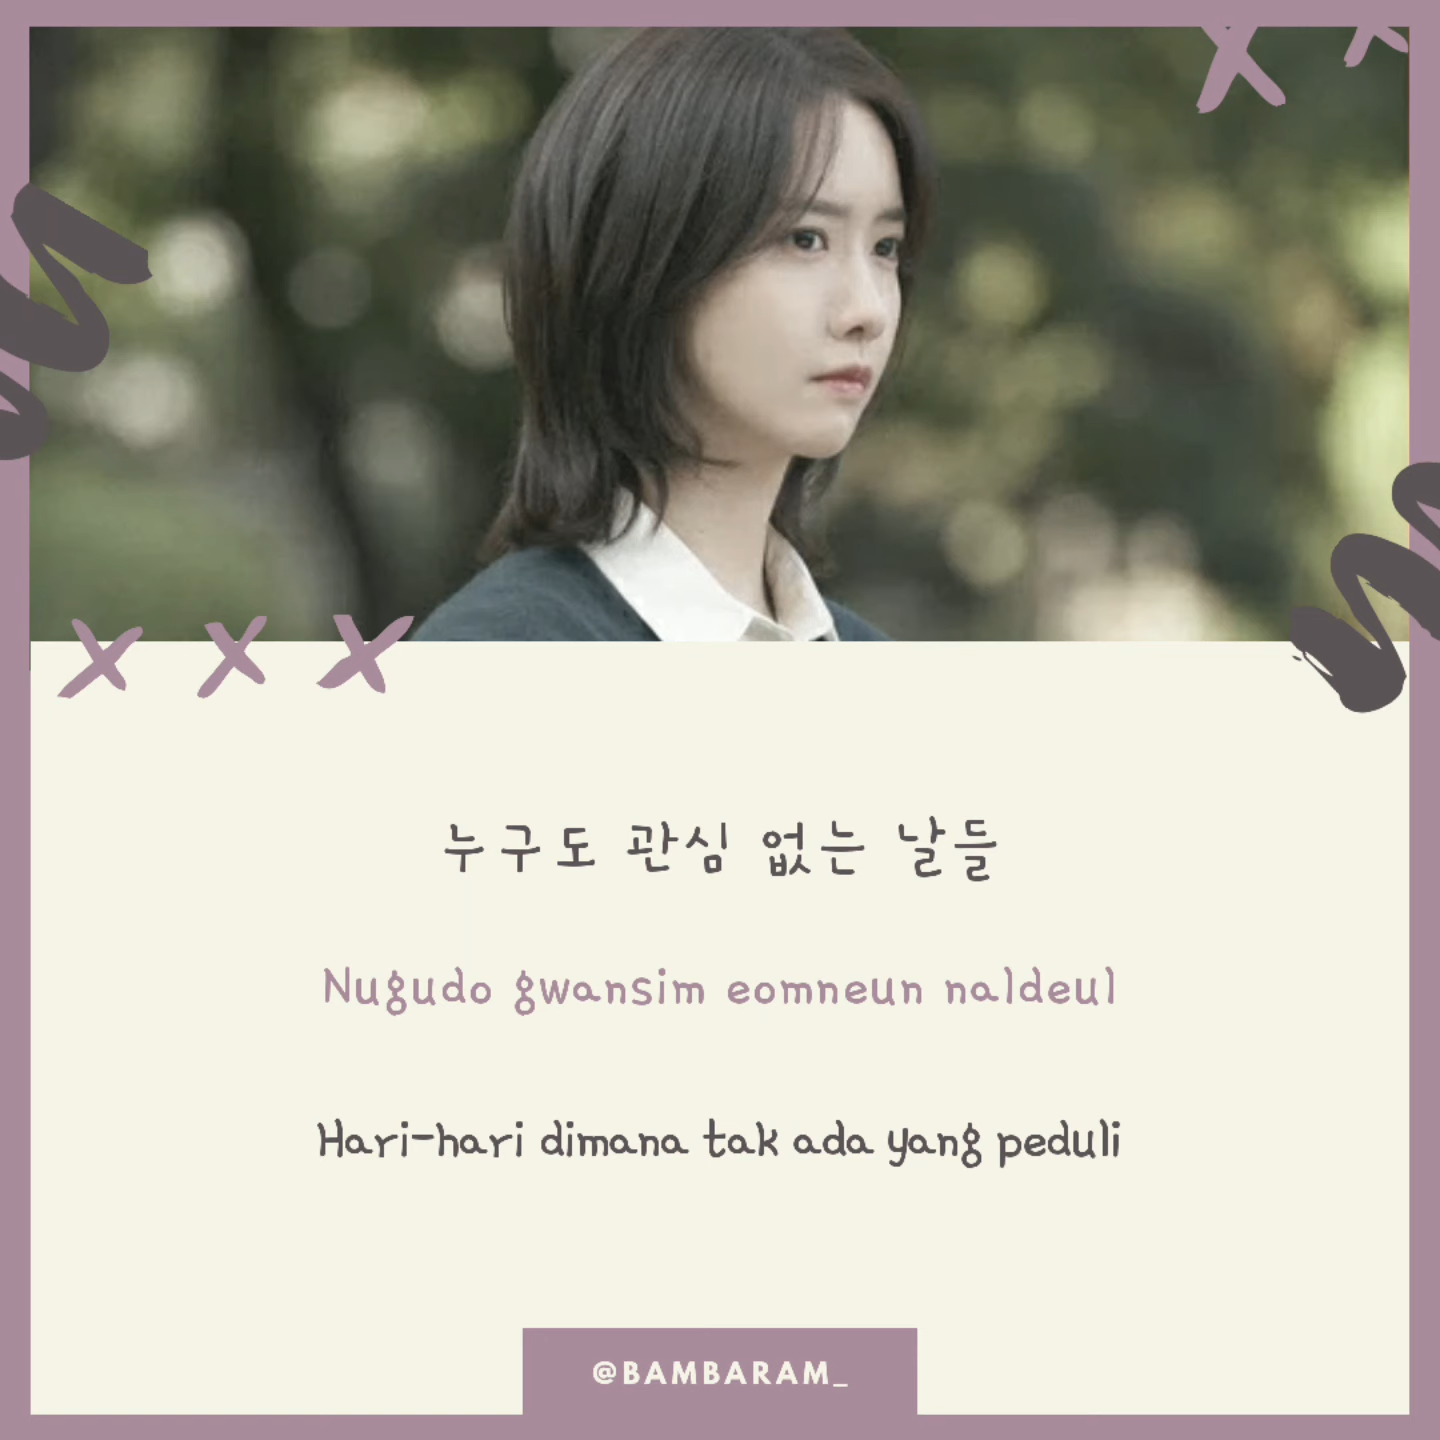 누구도 관심 없는 날들
Nugudo gwansim eomneun naldeul
Hari-hari dimana tak ada yang peduli
@BAMBARAM_